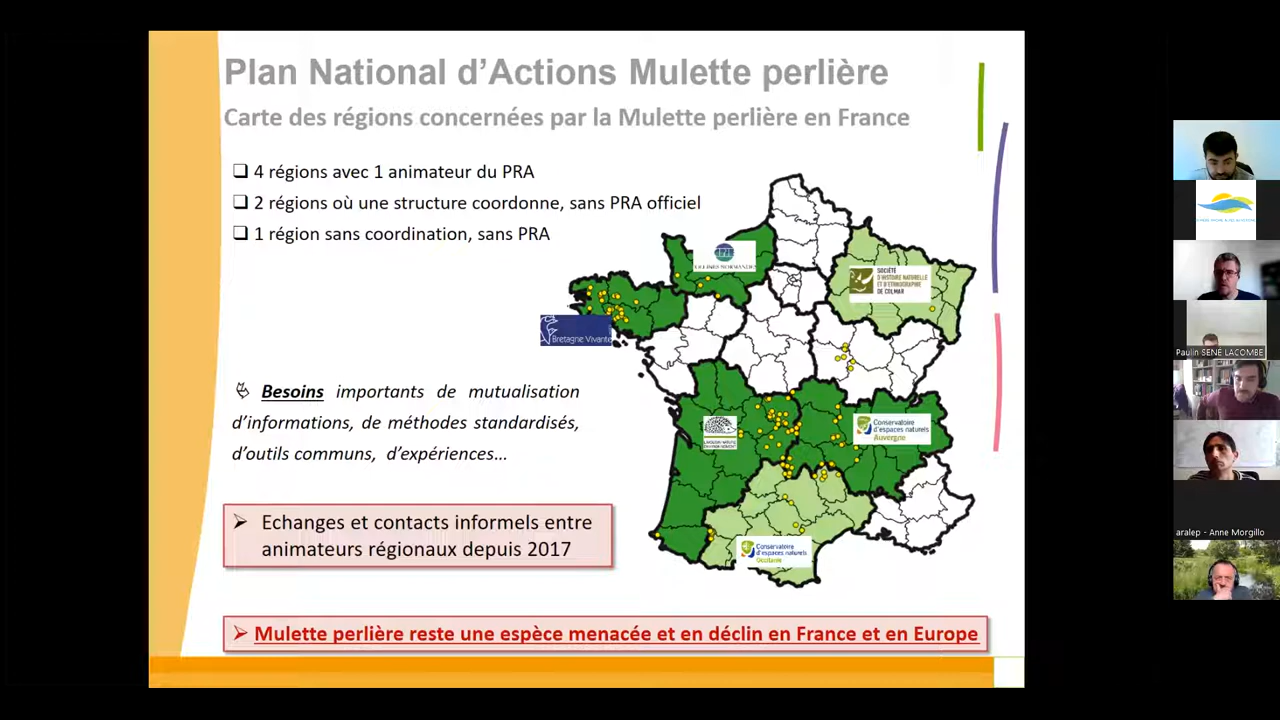 Plan National d'Actions Mulette perlière
Carte des régions concernées par la Mulette perlière en France
❑ 4 régions avec 1 animateur du PRA
❑ 2 régions où une structure coordonne, sans PRA officiel
❑ 1 région sans coordination, sans PRA
SOCIÉTÉ
D'HISTOIRE NATURELLE
ET D'ETHNOGRAPHIE
DE COLMAR
Bretagne Vivante
Besoins importants de mutualisation
d'informations, de méthodes standardisés,
d'outils communs, d'expériences...
Conservatoire
d'espaces naturels
Auvergne
➢ Echanges et contacts informels entre
animateurs régionaux depuis 2017
Conservatoire
d'espaces naturels
Occitanie
➢ Mulette perlière reste une espèce menacée et en déclin en France et en Europe
Paulin SENÉ LACOMBE
aralep - Anne Morgillo